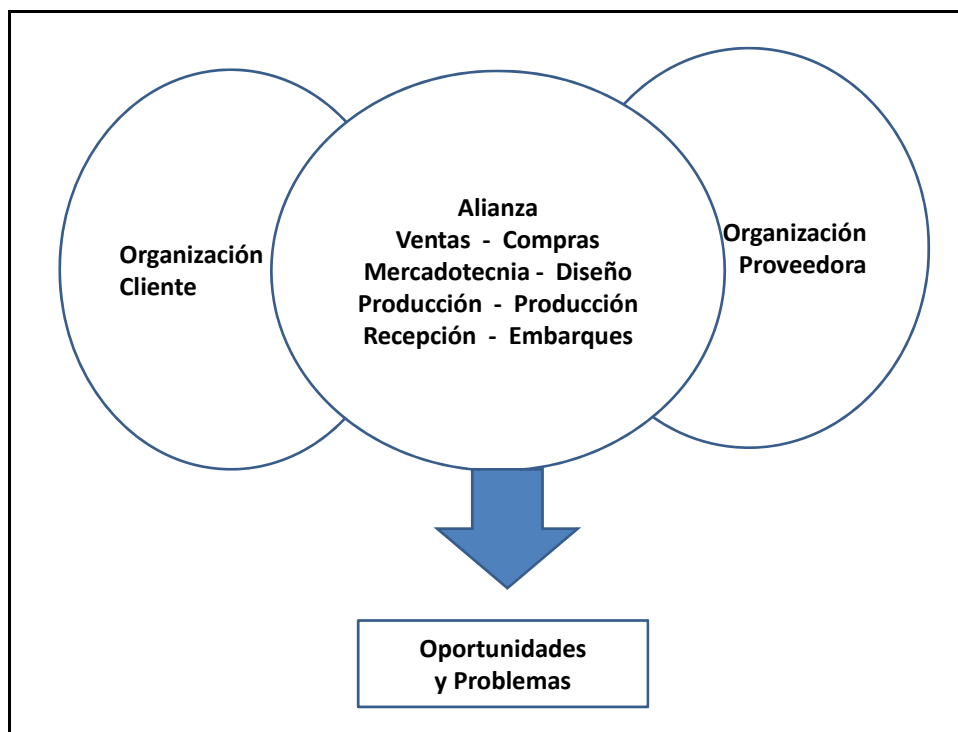 Organización
Cliente
Alianza
Ventas - Compras
Mercadotecnia - Diseño
Producción - Producción
Recepción - Embarques
Organización
Proveedora
Oportunidades
y Problemas